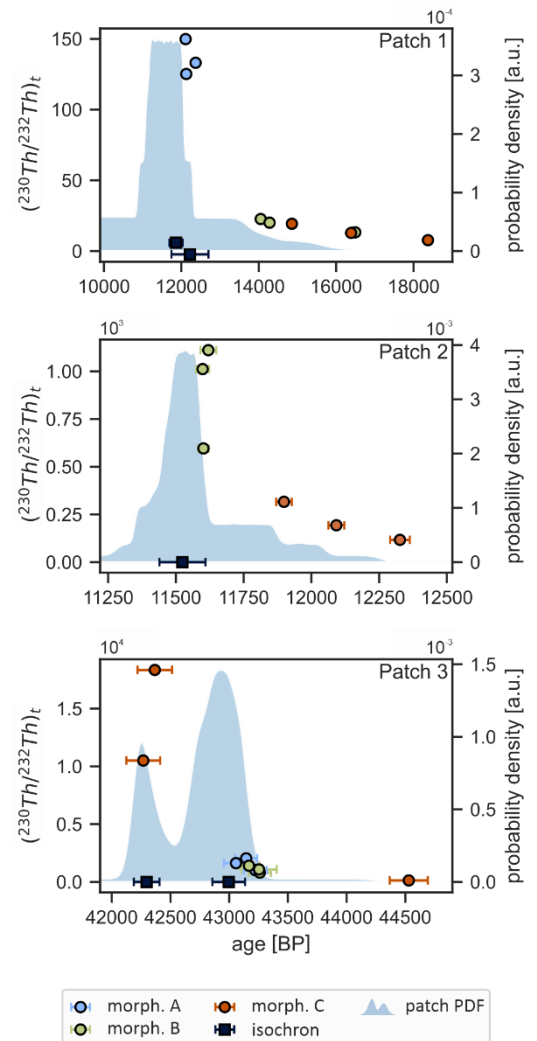 10⁻⁴
150
Patch 1
3
100
2
50
1
0
0
(²³⁰Th/²³²Th)ₜ
probability density [a.u.]
10000 12000 14000 16000 18000
10³
10⁻³
Patch 2
4
1.00
3
0.75
2
0.50
1
0.25
0.00
0
(²³⁰Th/²³²Th)ₜ
probability density [a.u.]
11250 11500 11750 12000 12250 12500
10⁴
10⁻³
Patch 3
1.5
1.5
1.0
1.0
0.5
0.5
0.0
0.0
(²³⁰Th/²³²Th)ₜ
probability density [a.u.]
42000 42500 43000 43500 44000 44500
age [BP]
morph. A morph. C patch PDF
morph. B isochron